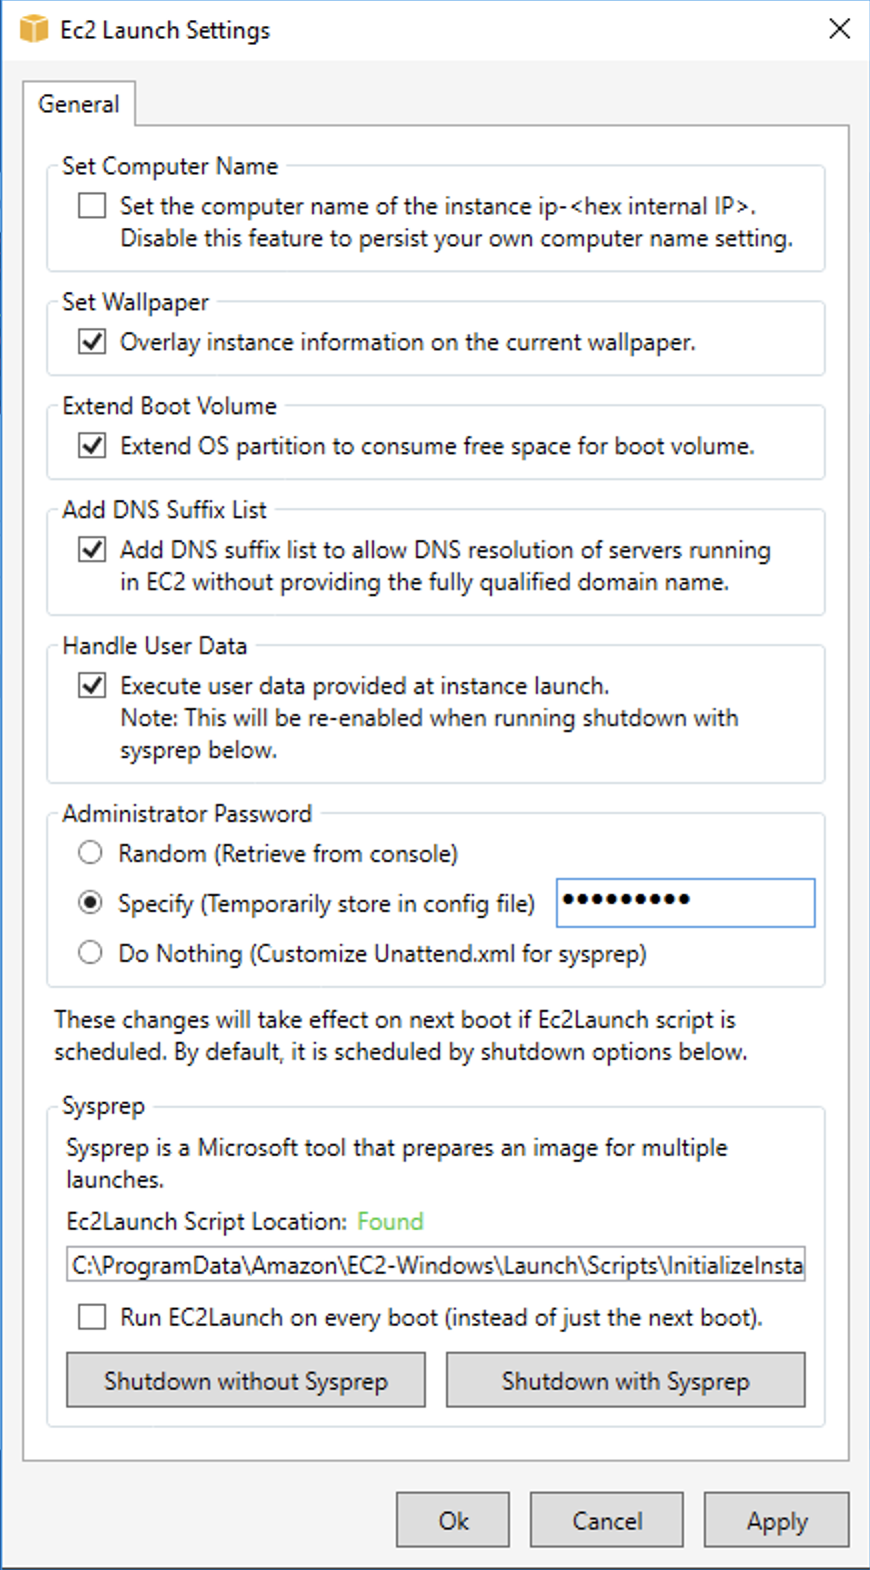 Ec2 Launch Settings
General
Set Computer Name
Set the computer name of the instance ip-<hex internal IP>.
Disable this feature to persist your own computer name setting.
Set Wallpaper
Overlay instance information on the current wallpaper.
Extend Boot Volume
Extend OS partition to consume free space for boot volume.
Add DNS Suffix List
Add DNS suffix list to allow DNS resolution of servers running
in EC2 without providing the fully qualified domain name.
Handle User Data
Execute user data provided at instance launch.
Note: This will be re-enabled when running shutdown with
sysprep below.
Administrator Password
Random (Retrieve from console)
Specify (Temporarily store in config file) •••••••••
Do Nothing (Customize Unattend.xml for sysprep)
These changes will take effect on next boot if Ec2Launch script is
scheduled. By default, it is scheduled by shutdown options below.
Sysprep
Sysprep is a Microsoft tool that prepares an image for multiple
launches.
Ec2Launch Script Location: Found
C:\ProgramData\Amazon\EC2-Windows\Launch\Scripts\InitializeInsta
Run EC2Launch on every boot (instead of just the next boot).
Shutdown without Sysprep Shutdown with Sysprep
Ok Cancel Apply